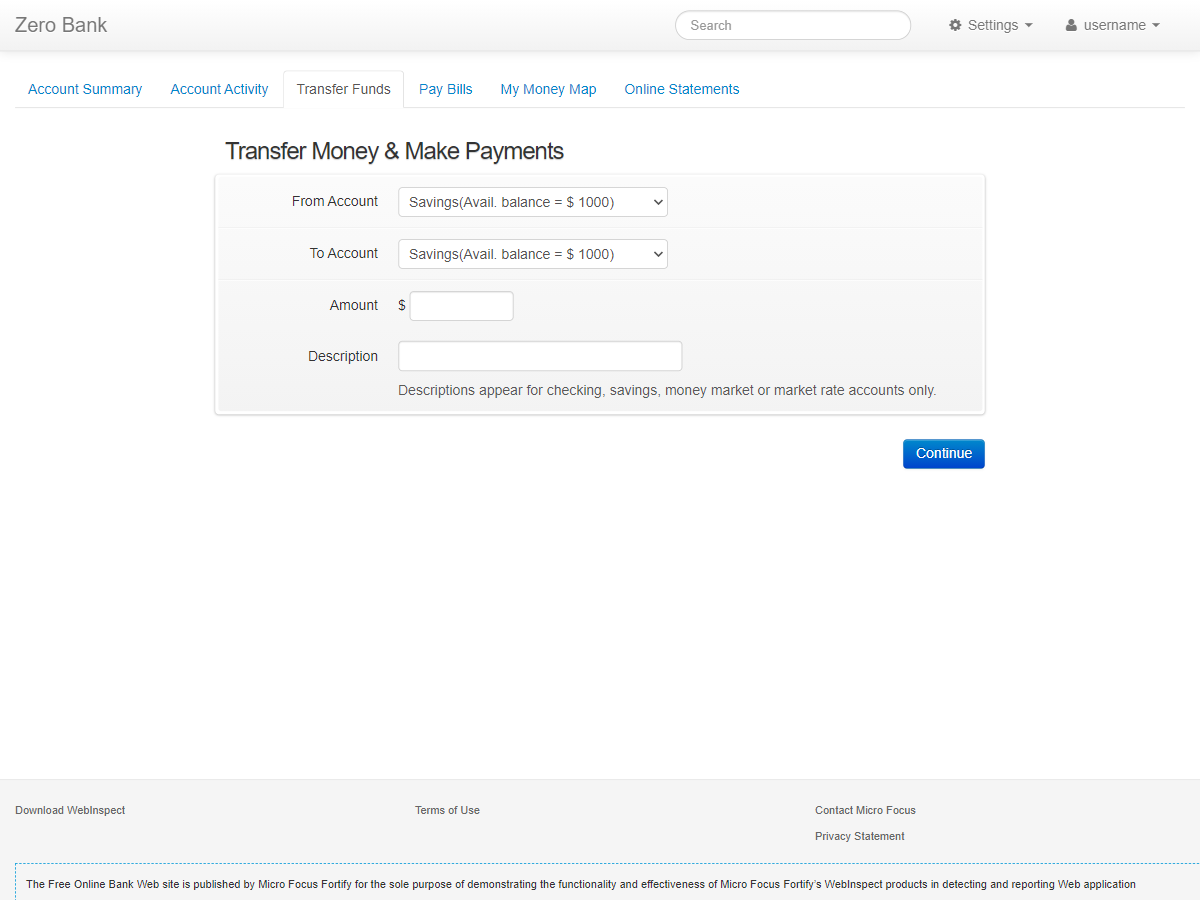 Zero Bank
Search
Settings
username
Account Summary
Account Activity
Transfer Funds
Pay Bills
My Money Map
Online Statements
Transfer Money & Make Payments
From Account
Savings(Avail. balance = $ 1000)
To Account
Savings(Avail. balance = $ 1000)
Amount
$
Description
Descriptions appear for checking, savings, money market or market rate accounts only.
Continue
Download WebInspect
Terms of Use
Contact Micro Focus
Privacy Statement
The Free Online Bank Web site is published by Micro Focus Fortify for the sole purpose of demonstrating the functionality and effectiveness of Micro Focus Fortify's WebInspect products in detecting and reporting Web application